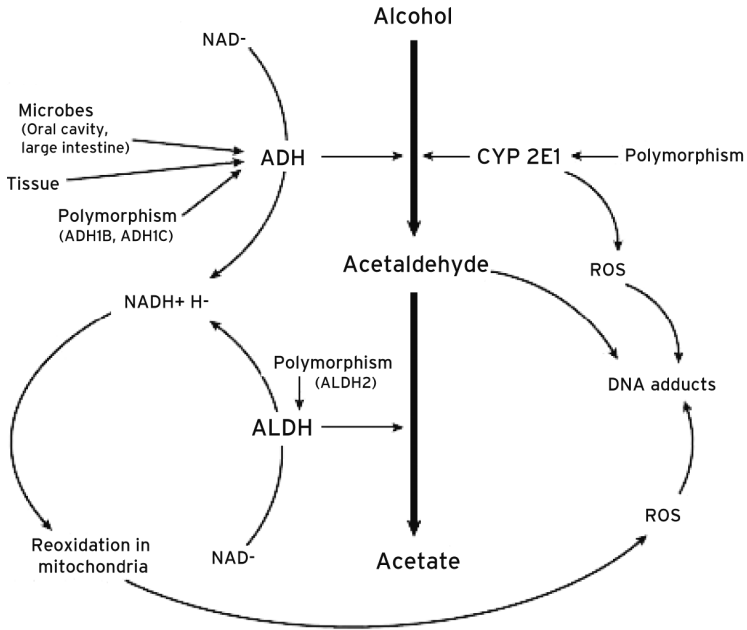 Alcohol
NAD-
Microbes
(Oral cavity,
large intestine)
ADH
CYP 2E1
Polymorphism
Tissue
Polymorphism
(ADH1B, ADH1C)
Acetaldehyde
ROS
NADH+ H-
Polymorphism
(ALDH2)
DNA adducts
ALDH
ROS
Reoxidation in
mitochondria
NAD-
Acetate